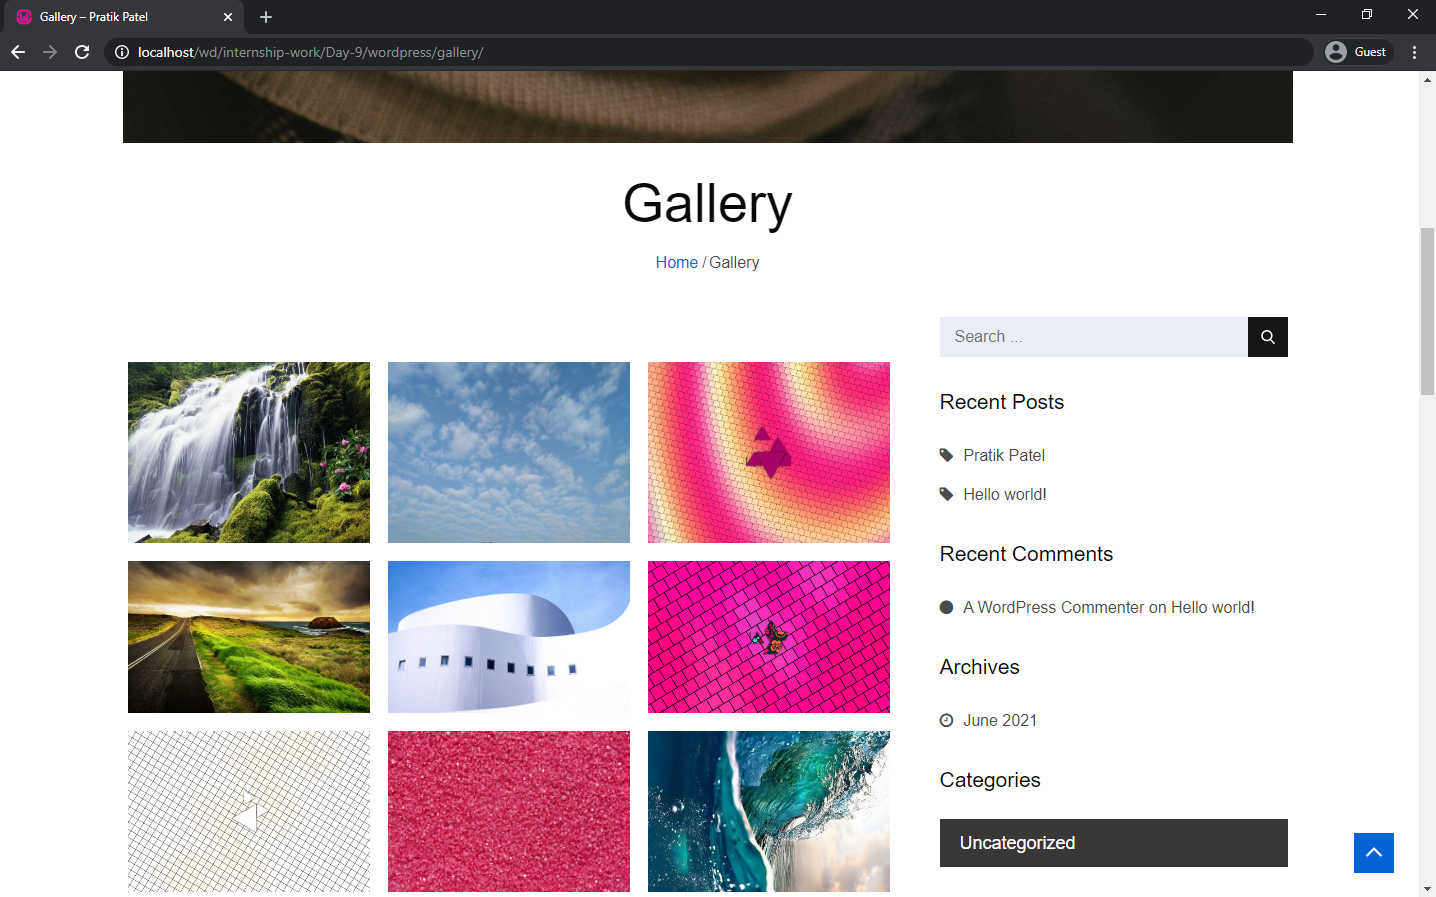 Gallery – Pratik Patel
localhost/wd/internship-work/Day-9/wordpress/gallery/
Guest
Gallery
Home / Gallery
Search ...
Recent Posts
Pratik Patel
Hello world!
Recent Comments
A WordPress Commenter on Hello world!
Archives
June 2021
Categories
Uncategorized